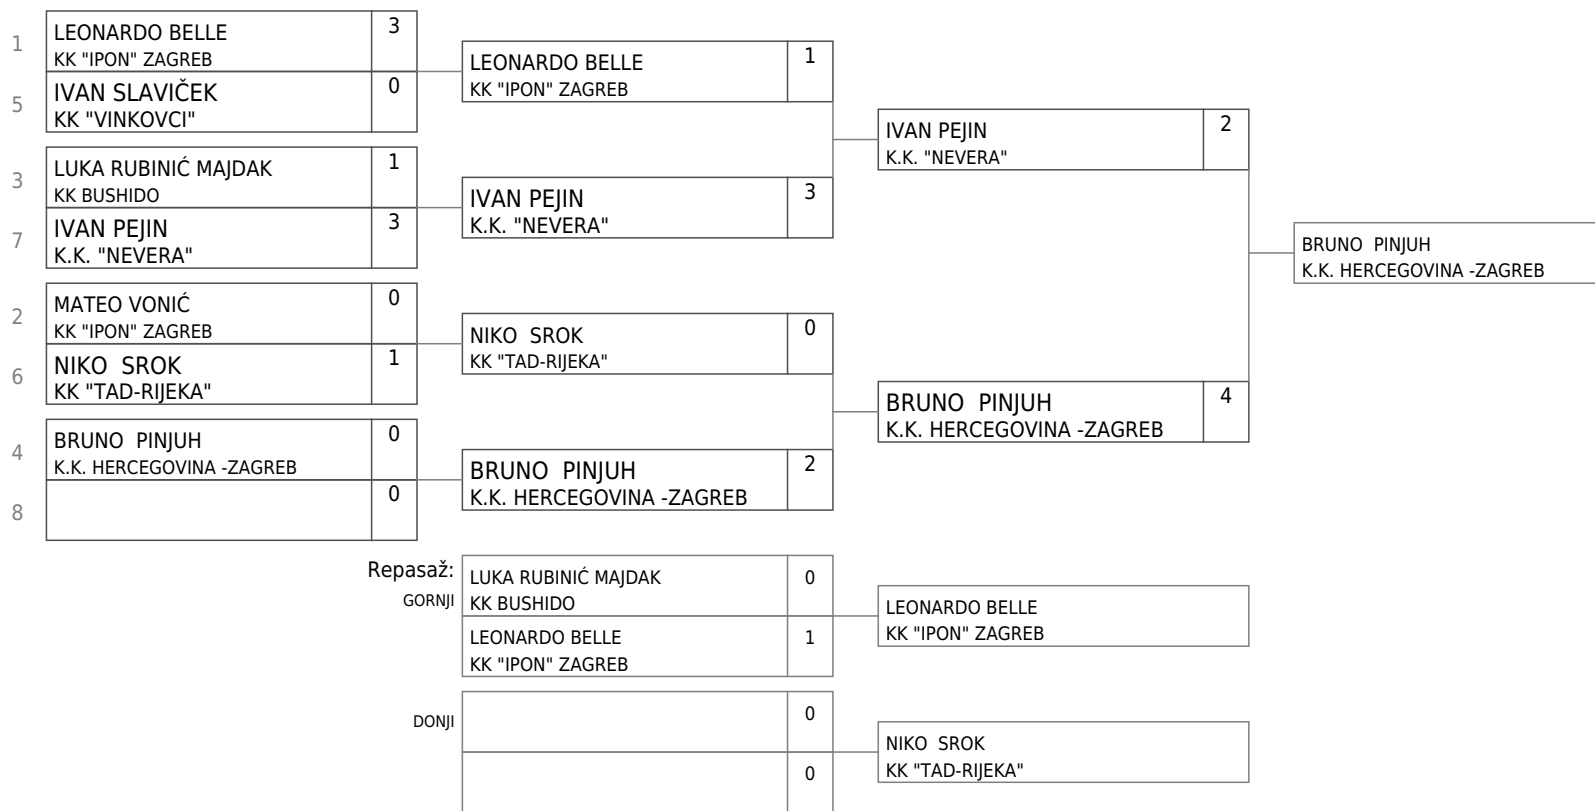 1
LEONARDO BELLE
KK "IPON" ZAGREB
3
5
IVAN SLAVIČEK
KK "VINKOVCI"
0
3
LUKA RUBINIĆ MAJDAK
KK BUSHIDO
1
7
IVAN PEJIN
K.K. "NEVERA"
3
2
MATEO VONIĆ
KK "IPON" ZAGREB
0
6
NIKO  SROK
KK "TAD-RIJEKA"
1
4
BRUNO  PINJUH
K.K. HERCEGOVINA -ZAGREB
0
8
0
LEONARDO BELLE
KK "IPON" ZAGREB
1
IVAN PEJIN
K.K. "NEVERA"
3
NIKO  SROK
KK "TAD-RIJEKA"
0
BRUNO  PINJUH
K.K. HERCEGOVINA -ZAGREB
2
IVAN PEJIN
K.K. "NEVERA"
2
BRUNO  PINJUH
K.K. HERCEGOVINA -ZAGREB
4
BRUNO  PINJUH
K.K. HERCEGOVINA -ZAGREB
Repasaž:
GORNJI
LUKA RUBINIĆ MAJDAK
KK BUSHIDO
0
LEONARDO BELLE
KK "IPON" ZAGREB
1
LEONARDO BELLE
KK "IPON" ZAGREB
DONJI
0
0
NIKO  SROK
KK "TAD-RIJEKA"